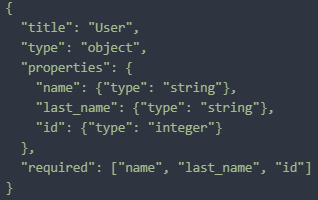 {
  "title": "User",
  "type": "object",
  "properties": {
    "name": {"type": "string"},
    "last_name": {"type": "string"},
    "id": {"type": "integer"}
  },
  "required": ["name", "last_name", "id"]
}